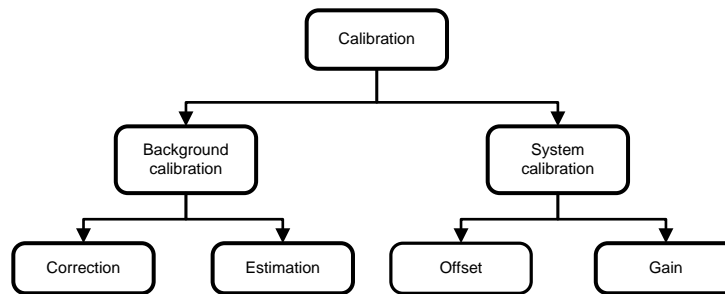 Calibration
Background
calibration
System
calibration
Correction
Estimation
Offset
Gain